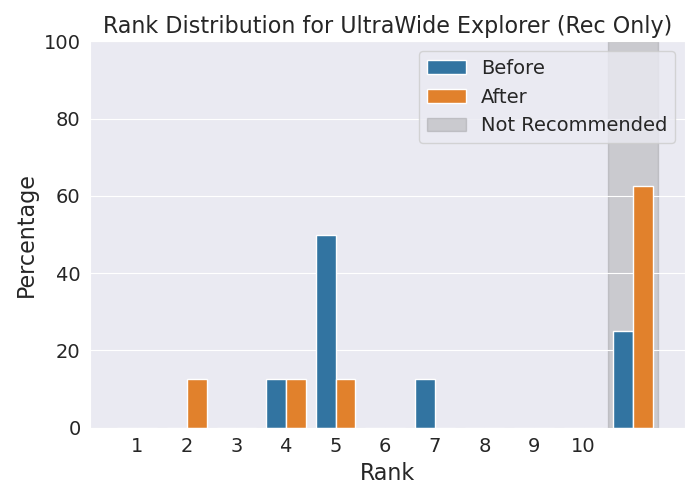 Rank Distribution for UltraWide Explorer (Rec Only)
100
80
60
40
20
0
Percentage
Before
After
Not Recommended
1 2 3 4 5 6 7 8 9 10
Rank